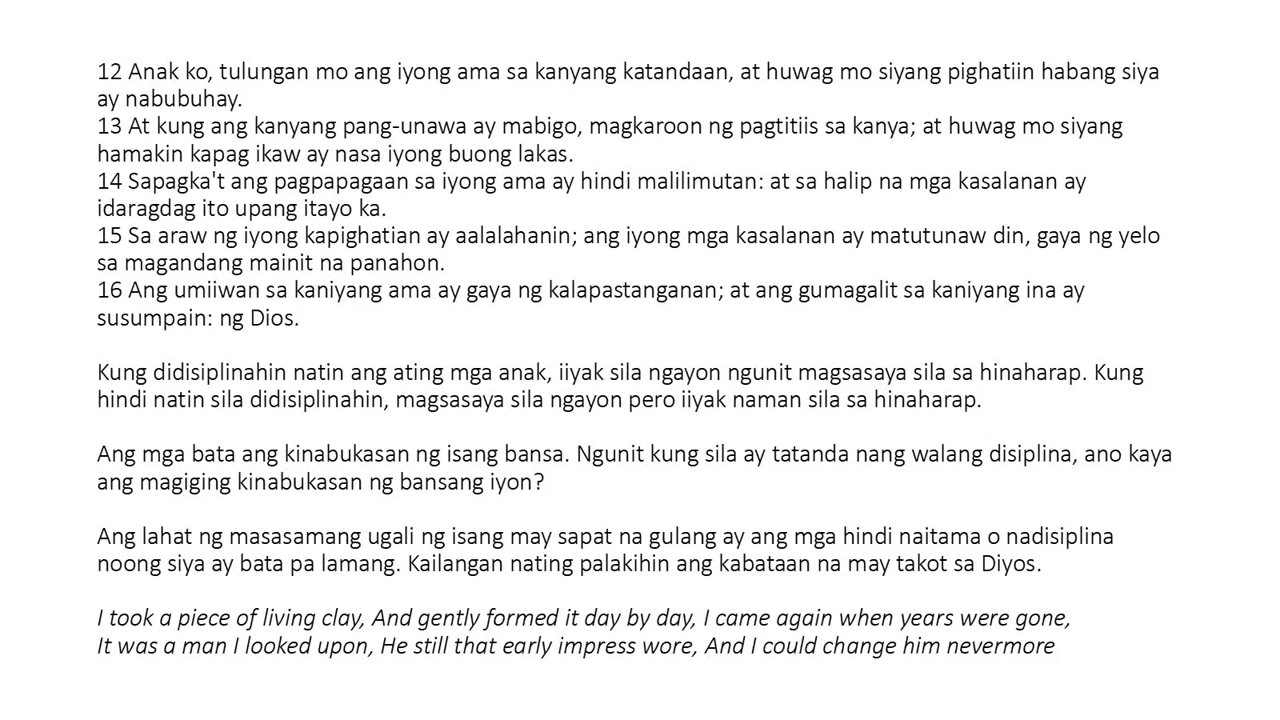 12 Anak ko, tulungan mo ang iyong ama sa kanyang katandaan, at huwag mo siyang pighatiin habang siya
ay nabubuhay.
13 At kung ang kanyang pang-unawa ay mabigo, magkaroon ng pagtitiis sa kanya; at huwag mo siyang
hamakin kapag ikaw ay nasa iyong buong lakas.
14 Sapagka't ang pagpapagaan sa iyong ama ay hindi malilimutan: at sa halip na mga kasalanan ay
idaragdag ito upang itayo ka.
15 Sa araw ng iyong kapighatian ay aalalahanin; ang iyong mga kasalanan ay matutunaw din, gaya ng yelo
sa magandang mainit na panahon.
16 Ang umiiwan sa kaniyang ama ay gaya ng kalapastanganan; at ang gumagalit sa kaniyang ina ay
susumpain: ng Dios.
Kung didisiplinahin natin ang ating mga anak, iiyak sila ngayon ngunit magsasaya sila sa hinaharap. Kung
hindi natin sila didisiplinahin, magsasaya sila ngayon pero iiyak naman sila sa hinaharap.
Ang mga bata ang kinabukasan ng isang bansa. Ngunit kung sila ay tatanda nang walang disiplina, ano kaya
ang magiging kinabukasan ng bansang iyon?
Ang lahat ng masasamang ugali ng isang may sapat na gulang ay ang mga hindi naitama o nadisiplina
noong siya ay bata pa lamang. Kailangan nating palakihin ang kabataan na may takot sa Diyos.
I took a piece of living clay, And gently formed it day by day, I came again when years were gone,
It was a man I looked upon, He still that early impress wore, And I could change him nevermore